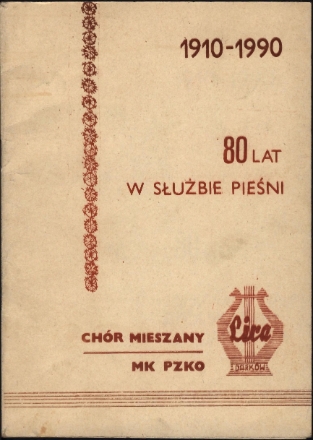 1910-1990
80 LAT
W SŁUŻBIE PIEŚNI
CHÓR MIESZANY
MK PZKO
Lira